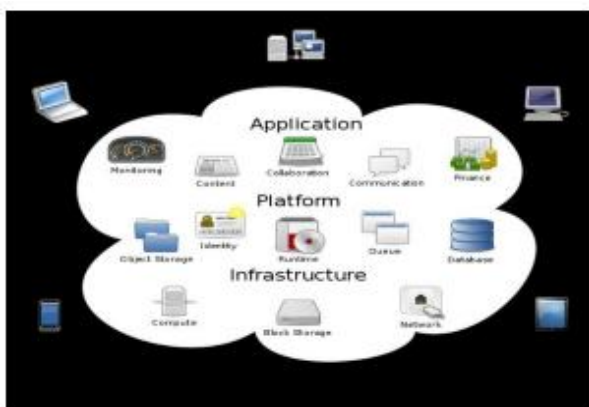 Application
Monitoring
Content
Collaboration
Communication
Finance
Platform
Object Storage
Identity
Runtime
Queue
Database
Infrastructure
Compute
Block Storage
Network